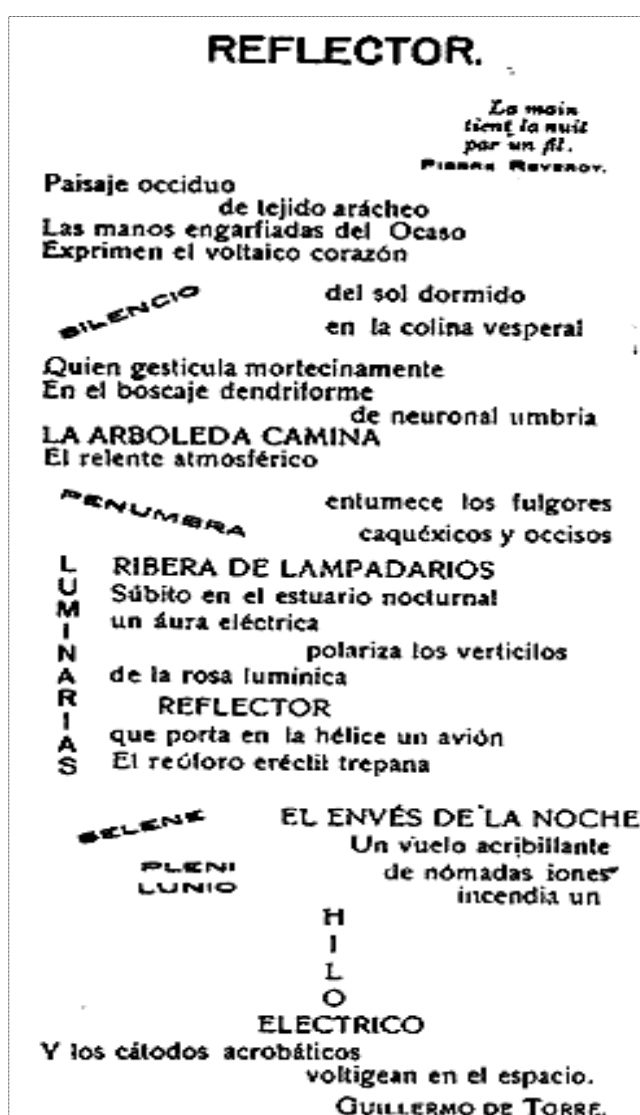 REFLECTOR.
La main
tient la nuit
par un fil.
PIERRE REVERDY.
Paisaje occiduo
de tejido arácheo
Las manos engarfiadas del Ocaso
Exprimen el voltaico corazón
SILENCIO
del sol dormido
en la colina vesperal
Quien gesticula mortecinamente
En el boscaje dendriforme
de neuronal umbría
LA ARBOLEDA CAMINA
El relente atmosférico
PENUMBRA
entumece los fulgores
caquéxicos y occisos
LUMINARIAS
RIBERA DE LAMPADARIOS
Súbito en el estuario nocturnal
un áura eléctrica
polariza los verticilos
de la rosa lumínica
REFLECTOR
que porta en la hélice un avión
El reóforo eréctil trepana
SELENE
PLENI
LUNIO
EL ENVÉS DE LA NOCHE
Un vuelo acribillante
de nómadas iones
incendia un
HILO
ELECTRICO
Y los cátodos acrobáticos
voltigean en el espacio.
GUILLERMO DE TORRE.